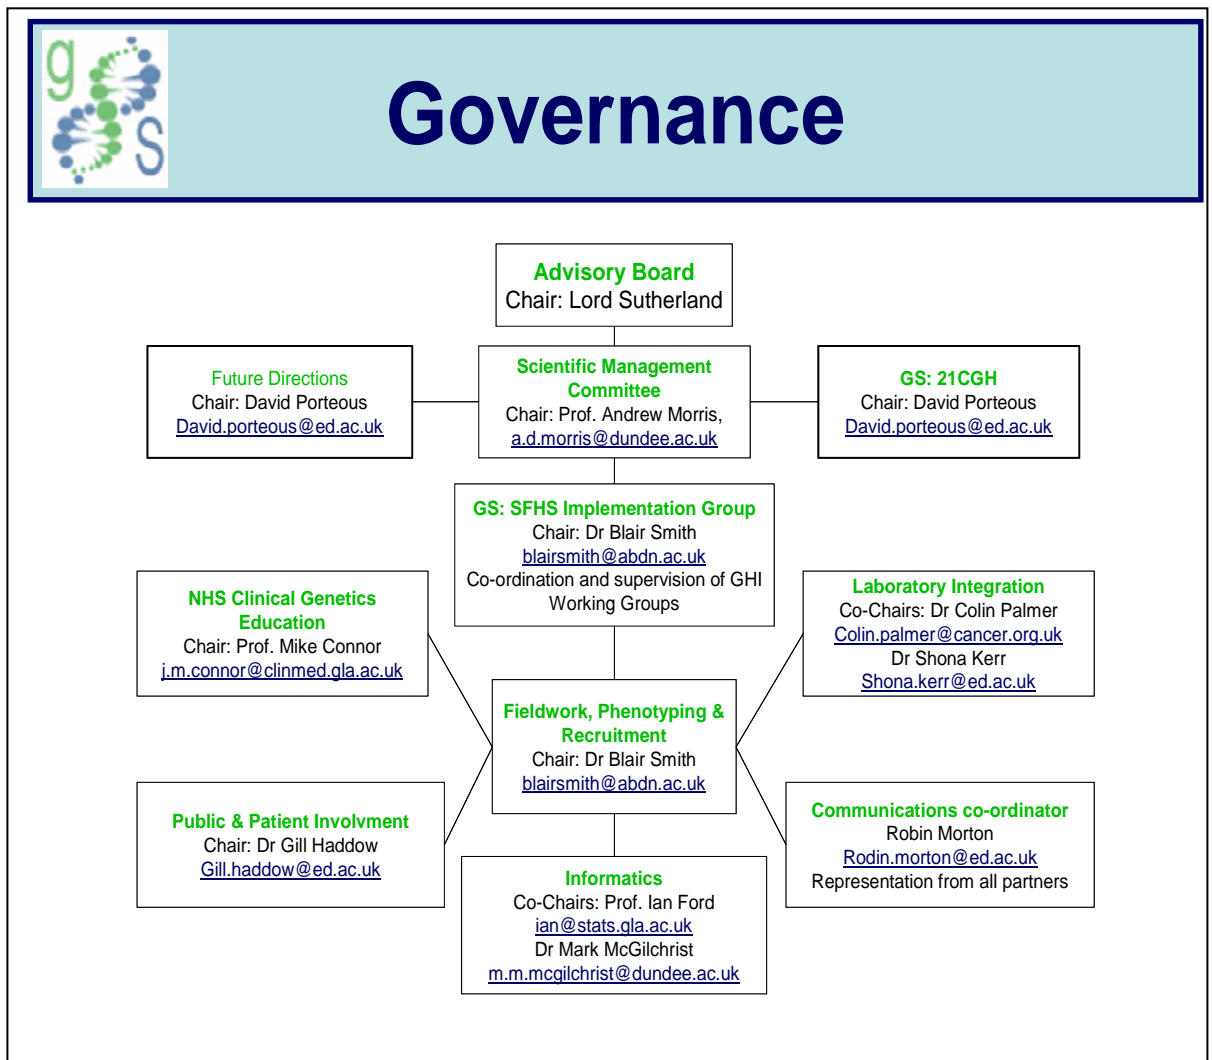 g
S
Governance
Advisory Board
Chair: Lord Sutherland
Future Directions
Chair: David Porteous
David.porteous@ed.ac.uk
Scientific Management
Committee
Chair: Prof. Andrew Morris,
a.d.morris@dundee.ac.uk
GS: 21CGH
Chair: David Porteous
David.porteous@ed.ac.uk
GS: SFHS Implementation Group
Chair: Dr Blair Smith
blairsmith@abdn.ac.uk
Co-ordination and supervision of GHI
Working Groups
NHS Clinical Genetics
Education
Chair: Prof. Mike Connor
j.m.connor@clinmed.gla.ac.uk
Laboratory Integration
Co-Chairs: Dr Colin Palmer
Colin.palmer@cancer.org.uk
Dr Shona Kerr
Shona.kerr@ed.ac.uk
Fieldwork, Phenotyping &
Recruitment
Chair: Dr Blair Smith
blairsmith@abdn.ac.uk
Public & Patient Involvment
Chair: Dr Gill Haddow
Gill.haddow@ed.ac.uk
Communications co-ordinator
Robin Morton
Rodin.morton@ed.ac.uk
Representation from all partners
Informatics
Co-Chairs: Prof. Ian Ford
ian@stats.gla.ac.uk
Dr Mark McGilchrist
m.m.mcgilchrist@dundee.ac.uk